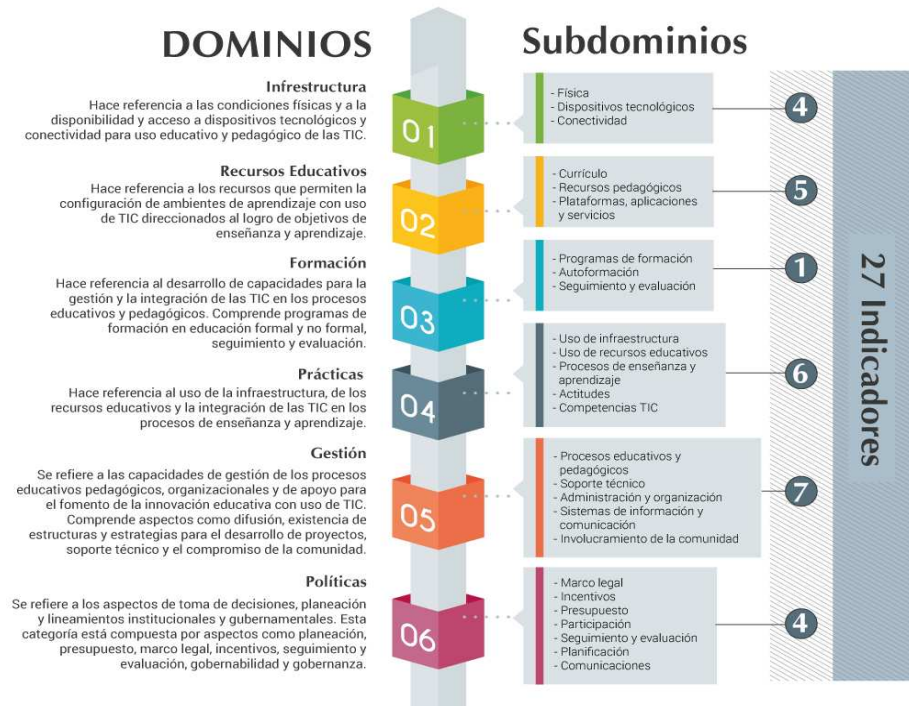 DOMINIOS
Subdominios
Infrestructura
Hace referencia a las condiciones físicas y a la
disponibilidad y acceso a dispositivos tecnológicos y
conectividad para uso educativo y pedagógico de las TIC.
01
- Física
- Dispositivos tecnológicos
- Conectividad
4
Recursos Educativos
Hace referencia a los recursos que permiten la
configuración de ambientes de aprendizaje con uso
de TIC direccionados al logro de objetivos de
enseñanza y aprendizaje.
02
- Currículo
- Recursos pedagógicos
- Plataformas, aplicaciones
y servicios
5
Formación
Hace referencia al desarrollo de capacidades para la
gestión y la integración de las TIC en los procesos
educativos y pedagógicos. Comprende programas de
formación en educación formal y no formal,
seguimiento y evaluación.
03
- Programas de formación
- Autoformación
- Seguimiento y evaluación
1
Prácticas
Hace referencia al uso de la infraestructura, de los
recursos educativos y la integración de las TIC en los
procesos de enseñanza y aprendizaje.
04
- Uso de infraestructura
- Uso de recursos educativos
- Procesos de enseñanza y
aprendizaje
- Actitudes
- Competencias TIC
6
Gestión
Se refiere a las capacidades de gestión de los procesos
educativos pedagógicos, organizacionales y de apoyo para
el fomento de la innovación educativa con uso de TIC.
Comprende aspectos como difusión, existencia de
estructuras y estrategias para el desarrollo de proyectos,
soporte técnico y el compromiso de la comunidad.
05
- Procesos educativos y
pedagógicos
- Soporte técnico
- Administración y organización
- Sistemas de información y
comunicación
- Involucramiento de la comunidad
7
Políticas
Se refiere a los aspectos de toma de decisiones, planeación
y lineamientos institucionales y gubernamentales. Esta
categoría está compuesta por aspectos como planeación,
presupuesto, marco legal, incentivos, seguimiento y
evaluación, gobernabilidad y gobernanza.
06
- Marco legal
- Incentivos
- Presupuesto
- Participación
- Seguimiento y evaluación
- Planificación
- Comunicaciones
4
27 Indicadores